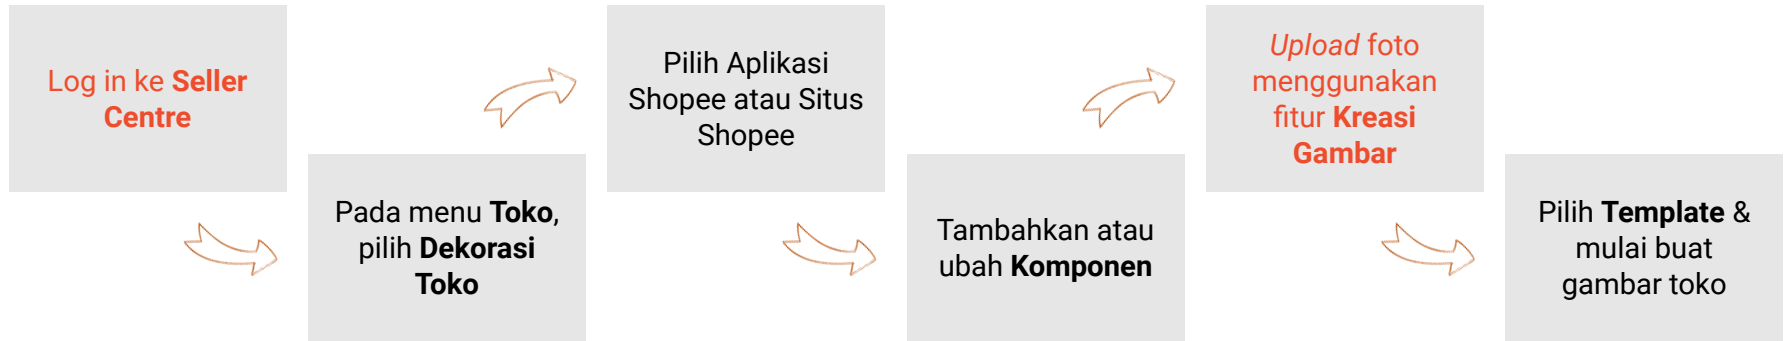 Log in ke Seller
Centre
Pada menu Toko,
pilih Dekorasi
Toko
Pilih Aplikasi
Shopee atau Situs
Shopee
Tambahkan atau
ubah Komponen
Upload foto
menggunakan
fitur Kreasi
Gambar
Pilih Template &
mulai buat
gambar toko